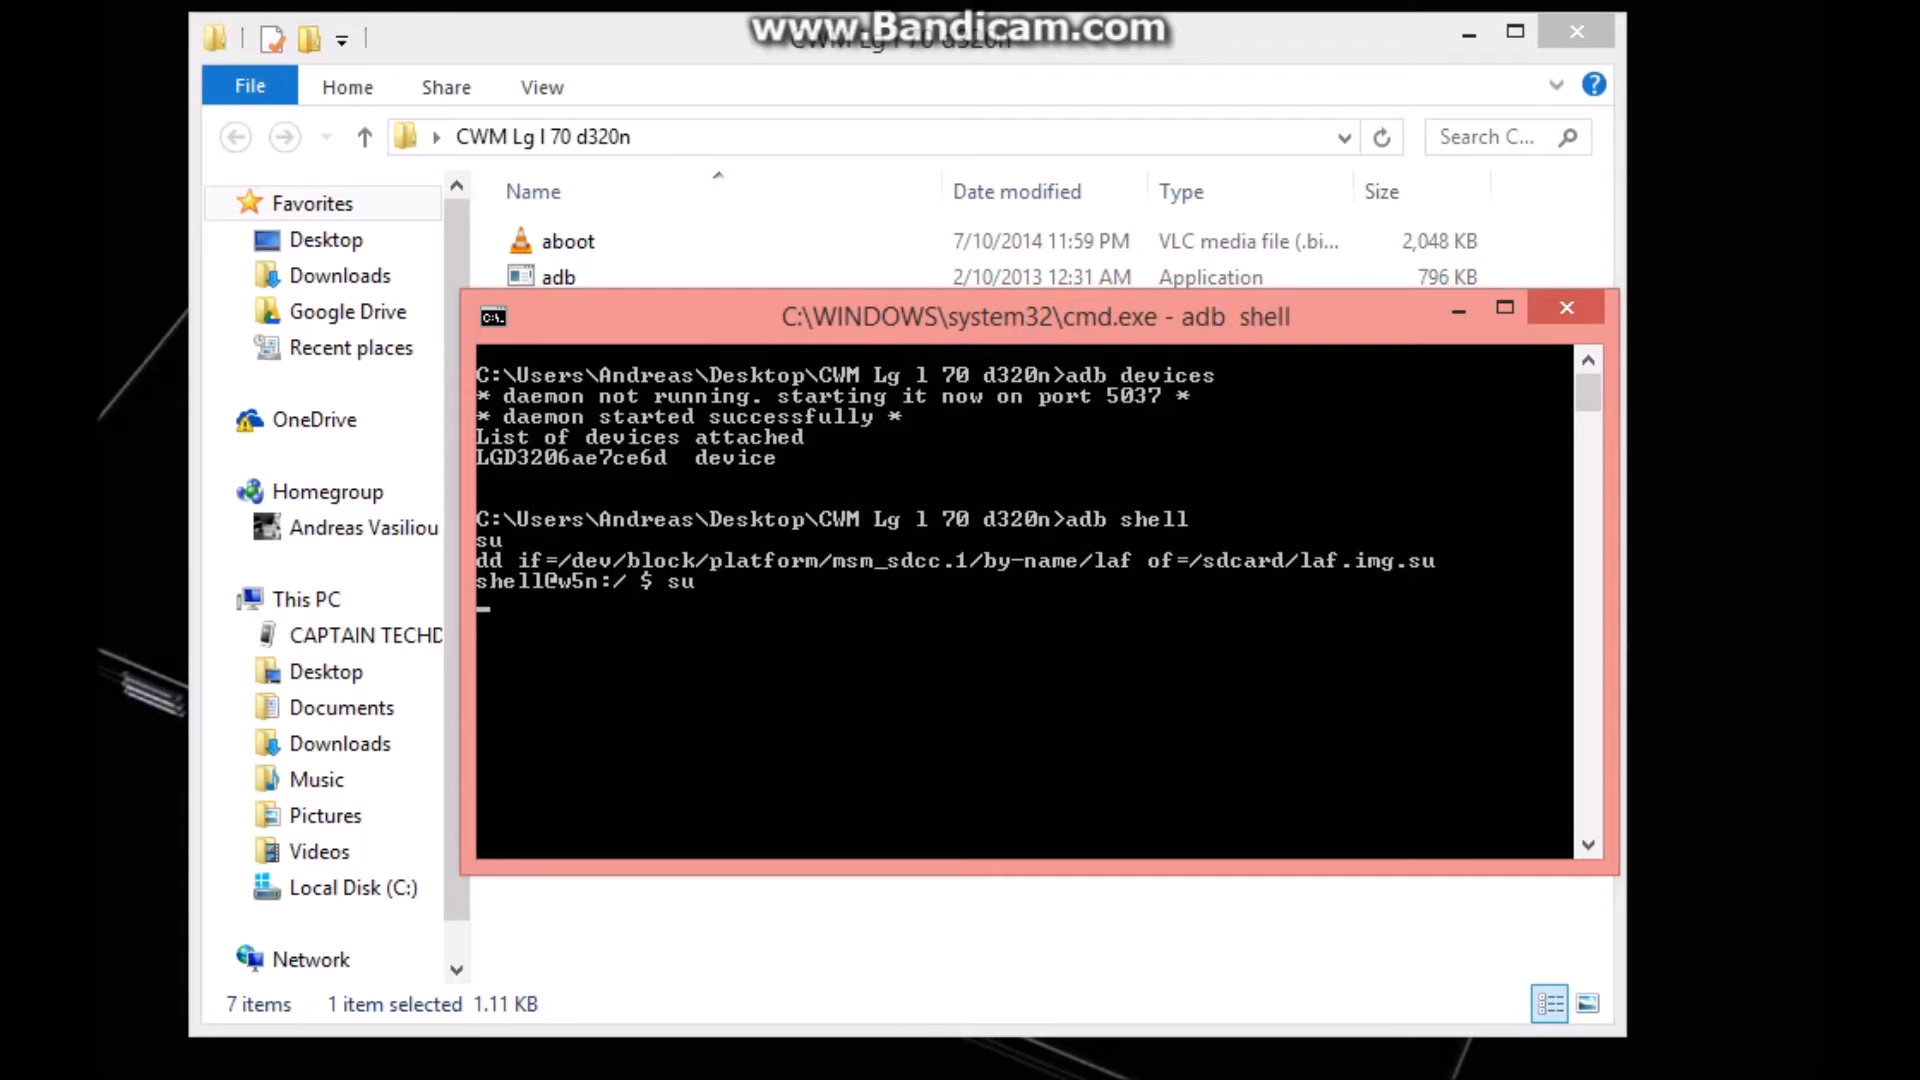 www.Bandicam.com
CWM Lg l 70 d320n
File
Home
Share
View
CWM Lg l 70 d320n
Search C...
Name
Date modified
Type
Size
aboot
7/10/2014 11:59 PM
VLC media file (.bi...
2,048 KB
adb
2/10/2013 12:31 AM
Application
796 KB
Favorites
Desktop
Downloads
Google Drive
Recent places
OneDrive
Homegroup
Andreas Vasiliou
This PC
CAPTAIN TECHD
Desktop
Documents
Downloads
Music
Pictures
Videos
Local Disk (C:)
Network
7 items
1 item selected 1.11 KB
C:\WINDOWS\system32\cmd.exe - adb shell
C:\Users\Andreas\Desktop\CWM Lg l 70 d320n>adb devices
* daemon not running. starting it now on port 5037 *
* daemon started successfully *
List of devices attached
LGD3206ae7ce6d device
C:\Users\Andreas\Desktop\CWM Lg l 70 d320n>adb shell
su
dd if=/dev/block/platform/msm_sdcc.1/by-name/laf of=/sdcard/laf.img.su
shell@w5n:/ $ su